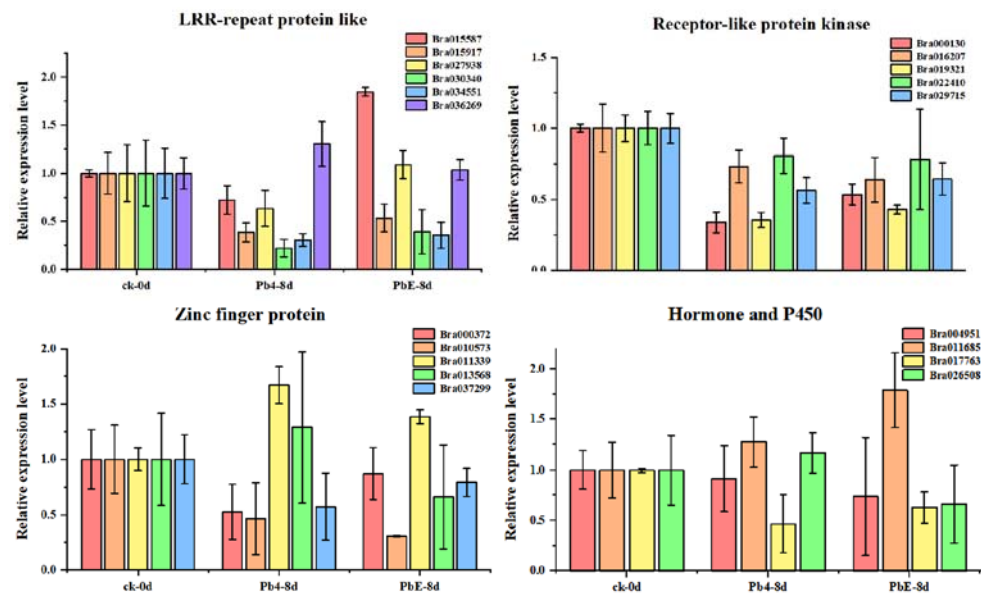 LRR-repeat protein like
Relative expression level
2.0
1.5
1.0
0.5
0.0
Bra015587
Bra015917
Bra027938
Bra030340
Bra034551
Bra036269
ck-0d
Pb4-8d
PbE-8d
Receptor-like protein kinase
Relative expression level
1.5
1.0
0.5
0.0
Bra000130
Bra016207
Bra019321
Bra022410
Bra029715
ck-0d
Pb4-8d
PbE-8d
Zinc finger protein
Relative expression level
2.0
1.5
1.0
0.5
0.0
Bra000372
Bra010573
Bra011339
Bra013568
Bra037299
ck-0d
Pb4-8d
PbE-8d
Hormone and P450
Relative expression level
2.0
1.5
1.0
0.5
0.0
Bra004951
Bra011685
Bra017763
Bra026508
ck-0d
Pb4-8d
PbE-8d